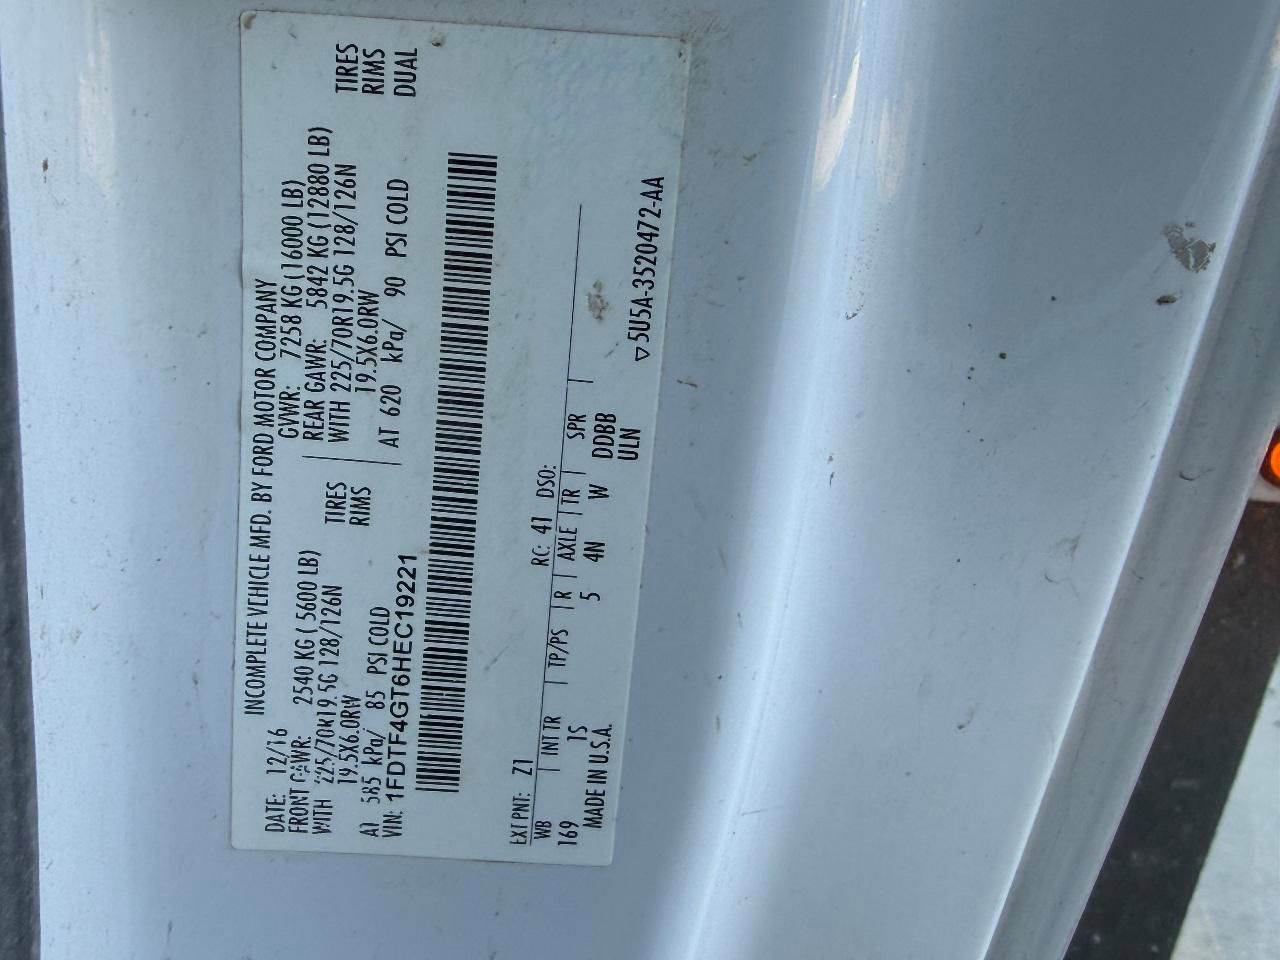 INCOMPLETE VEHICLE MFD. BY FORD MOTOR COMPANY
DATE: 12/16 GVWR: 7258 KG (16000 LB)
FRONT GAWR: 2540 KG ( 5600 LB) REAR GAWR: 5842 KG (12880 LB)
WITH 225/70R19.5G 128/126N TIRES WITH 225/70R19.5G 128/126N TIRES
19.5X6.0RW RIMS 19.5X6.0RW RIMS
AT 585 kPa/ 85 PSI COLD AT 620 kPa/ 90 PSI COLD DUAL
VIN: 1FDTF4GT6HEC19221
EXT PNT: Z1 RC: 41 DSO:
WB INT TR TP/PS R AXLE TR SPR
169 1S 5 4N W DDBB
MADE IN U.S.A. ULN
▽5U5A-3520472-AA